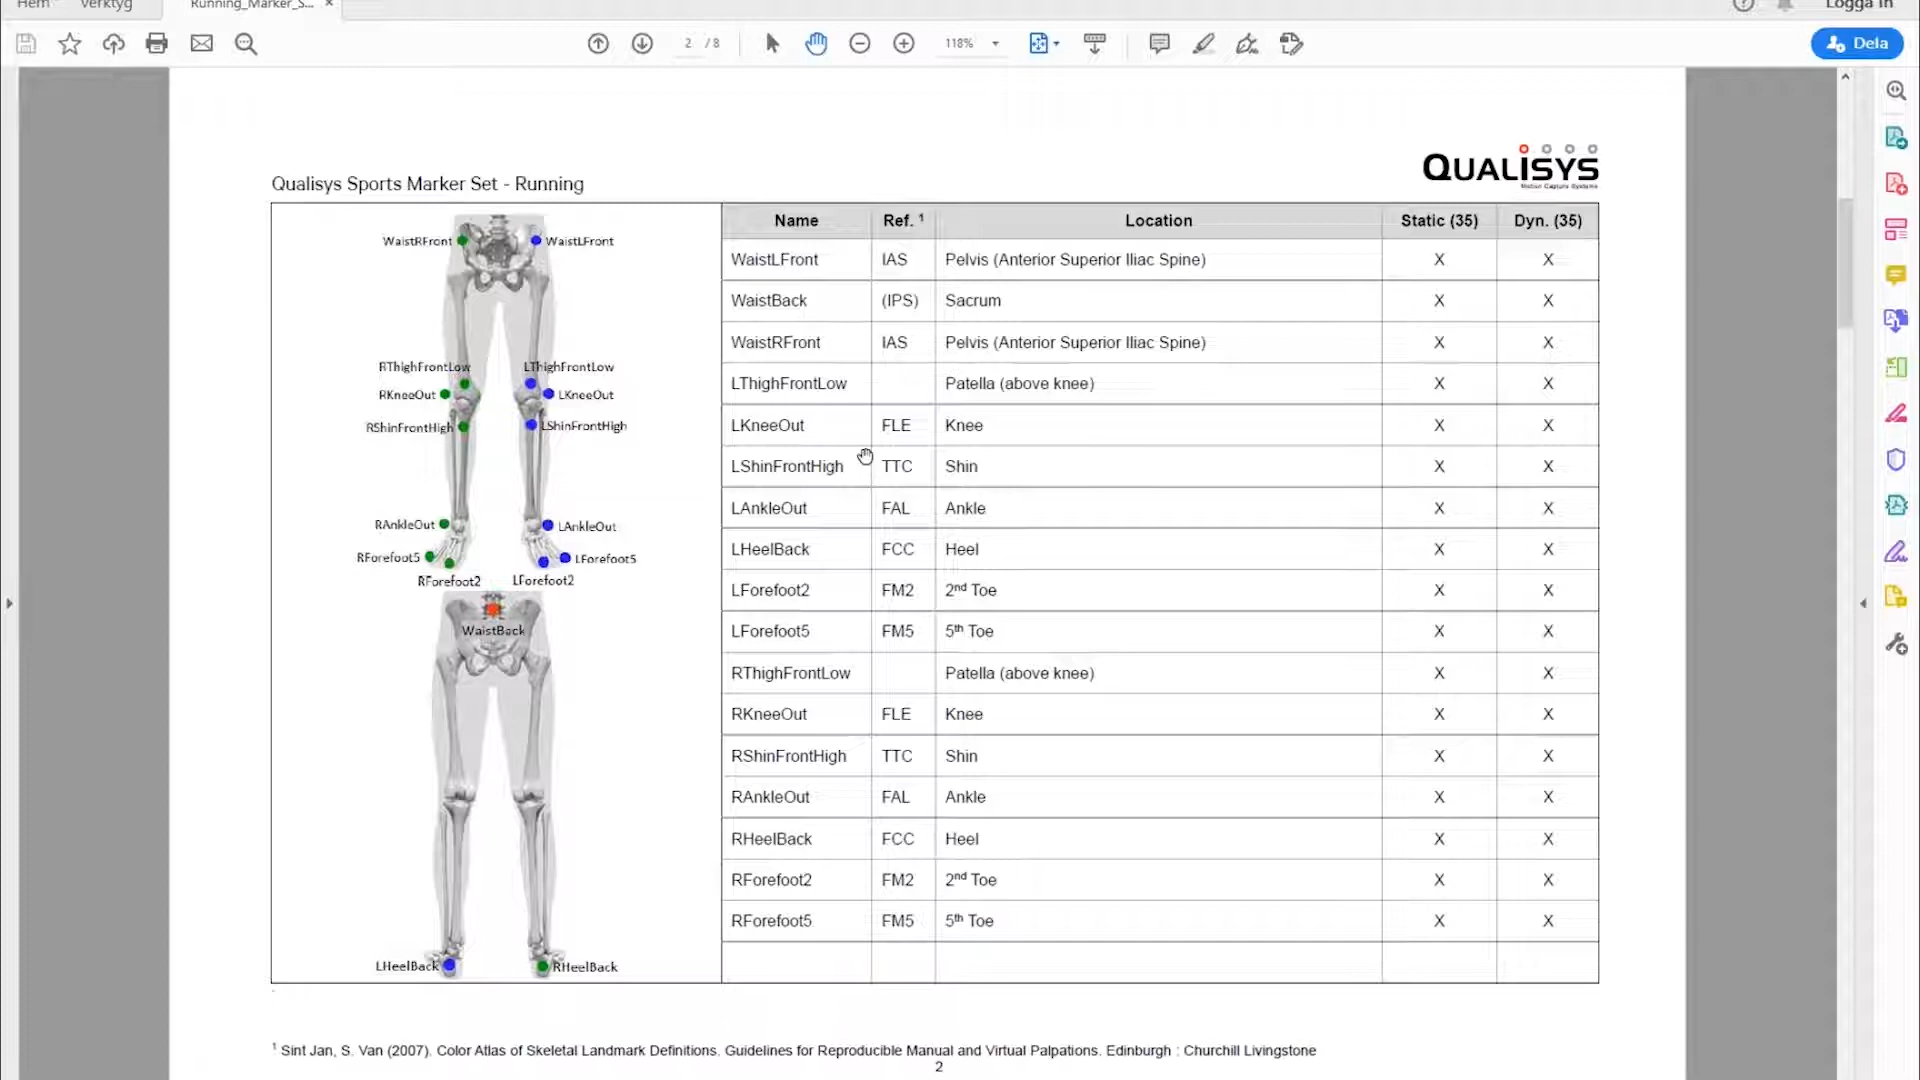 Hem Verktyg Running_Marker_S... × Logga in
2 / 8 118% Dela
QUALISYS
Motion Capture Systems
Qualisys Sports Marker Set - Running
WaistRFront WaistLFront
RThighFrontLow LThighFrontLow
RKneeOut LKneeOut
RShinFrontHigh LShinFrontHigh
RAnkleOut LAnkleOut
RForefoot5 LForefoot5
RForefoot2 LForefoot2
WaistBack
LHeelBack RHeelBack
Name Ref. ¹ Location Static (35) Dyn. (35)
WaistLFront IAS Pelvis (Anterior Superior Iliac Spine) X X
WaistBack (IPS) Sacrum X X
WaistRFront IAS Pelvis (Anterior Superior Iliac Spine) X X
LThighFrontLow Patella (above knee) X X
LKneeOut FLE Knee X X
LShinFrontHigh TTC Shin X X
LAnkleOut FAL Ankle X X
LHeelBack FCC Heel X X
LForefoot2 FM2 2nd Toe X X
LForefoot5 FM5 5th Toe X X
RThighFrontLow Patella (above knee) X X
RKneeOut FLE Knee X X
RShinFrontHigh TTC Shin X X
RAnkleOut FAL Ankle X X
RHeelBack FCC Heel X X
RForefoot2 FM2 2nd Toe X X
RForefoot5 FM5 5th Toe X X
¹ Sint Jan, S. Van (2007). Color Atlas of Skeletal Landmark Definitions. Guidelines for Reproducible Manual and Virtual Palpations. Edinburgh : Churchill Livingstone
2